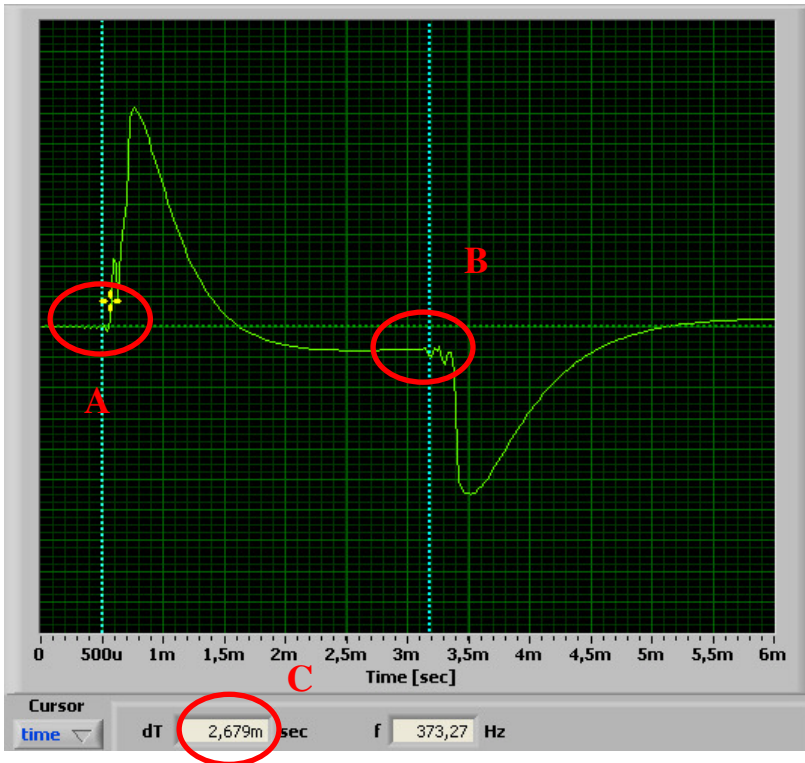 B
A
0 500u 1m 1,5m 2m 2,5m 3m 3,5m 4m 4,5m 5m 5,5m 6m
C
Time [sec]
Cursor
time dT 2,679m sec f 373,27 Hz